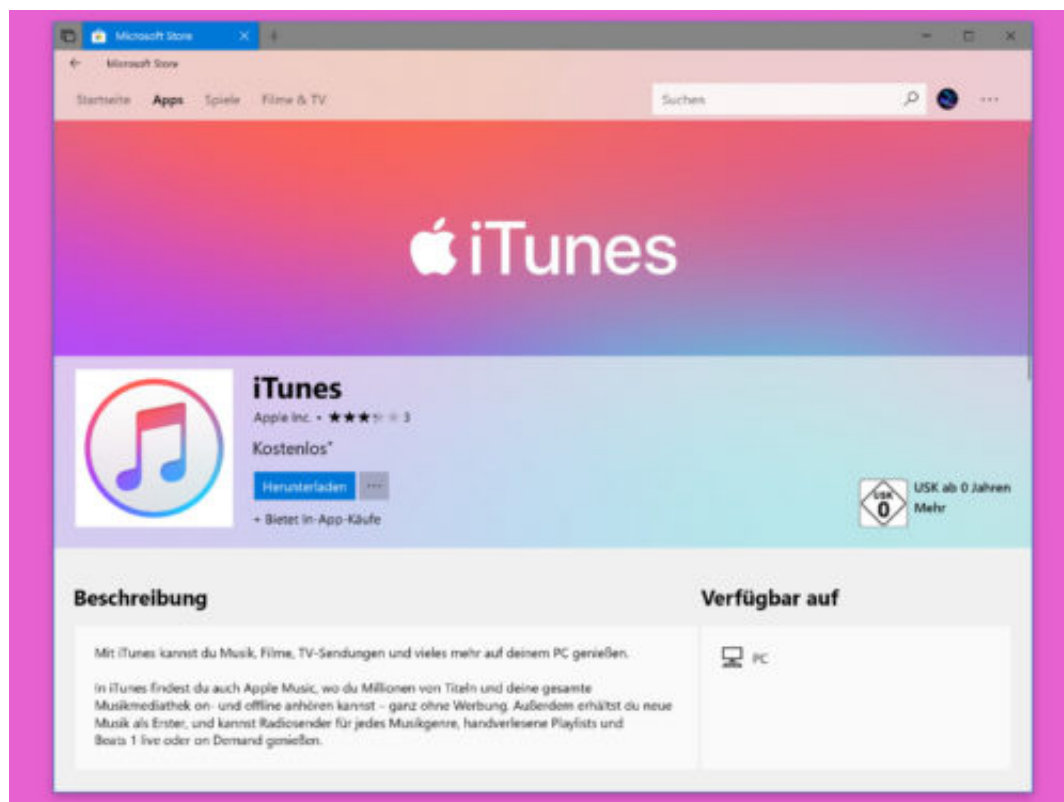 Microsoft Store
Microsoft Store
Startseite Apps Spiele Filme & TV Suchen
iTunes
iTunes
Apple Inc. • 3
Kostenlos*
Herunterladen
+ Bietet In-App-Käufe
USK ab 0 Jahren
USK
0
Mehr
Beschreibung
Verfügbar auf
Mit iTunes kannst du Musik, Filme, TV-Sendungen und vieles mehr auf deinem PC genießen.
PC
In iTunes findest du auch Apple Music, wo du Millionen von Titeln und deine gesamte
Musikmediathek on- und offline anhören kannst – ganz ohne Werbung. Außerdem erhältst du neue
Musik als Erster, und kannst Radiosender für jedes Musikgenre, handverlesene Playlists und
Beats 1 live oder on Demand genießen.